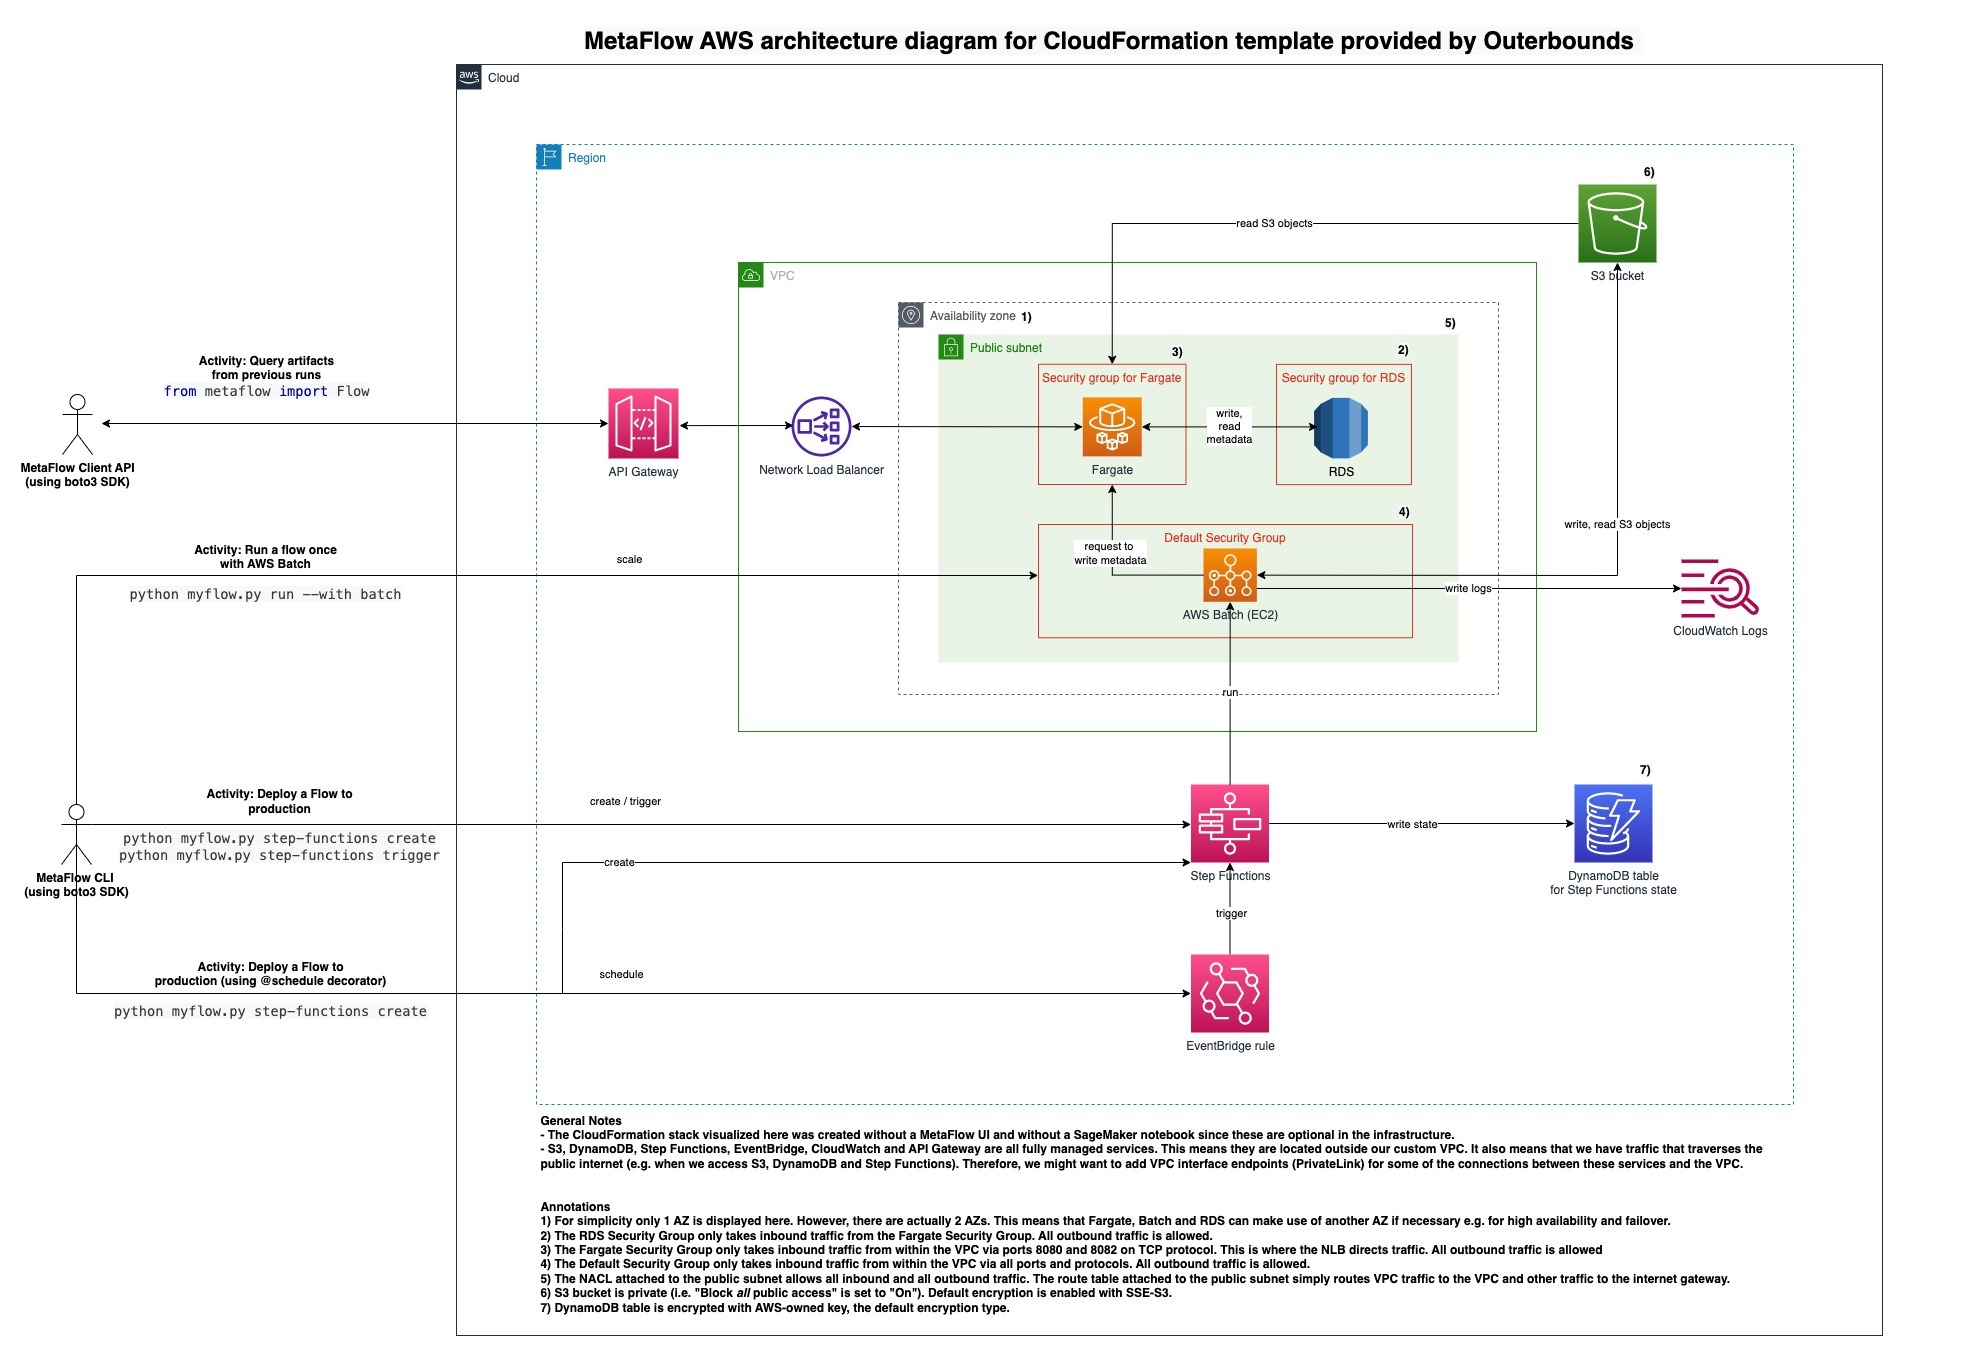 MetaFlow AWS architecture diagram for CloudFormation template provided by Outerbounds
aws
Cloud
Region
6)
S3 bucket
read S3 objects
VPC
Availability zone 1)
5)
Public subnet
3)
2)
Security group for Fargate
Security group for RDS
Activity: Query artifacts
from previous runs
from metaflow import Flow
MetaFlow Client API
(using boto3 SDK)
API Gateway
Network Load Balancer
Fargate
write,
read
metadata
RDS
4)
Default Security Group
request to
write metadata
AWS Batch (EC2)
write, read S3 objects
write logs
CloudWatch Logs
Activity: Run a flow once
with AWS Batch
python myflow.py run --with batch
scale
run
Activity: Deploy a Flow to
production
python myflow.py step-functions create
python myflow.py step-functions trigger
create / trigger
MetaFlow CLI
(using boto3 SDK)
create
Step Functions
write state
7)
DynamoDB table
for Step Functions state
trigger
Activity: Deploy a Flow to
production (using @schedule decorator)
python myflow.py step-functions create
schedule
EventBridge rule
General Notes
- The CloudFormation stack visualized here was created without a MetaFlow UI and without a SageMaker notebook since these are optional in the infrastructure.
- S3, DynamoDB, Step Functions, EventBridge, CloudWatch and API Gateway are all fully managed services. This means they are located outside our custom VPC. It also means that we have traffic that traverses the
public internet (e.g. when we access S3, DynamoDB and Step Functions). Therefore, we might want to add VPC interface endpoints (PrivateLink) for some of the connections between these services and the VPC.
Annotations
1) For simplicity only 1 AZ is displayed here. However, there are actually 2 AZs. This means that Fargate, Batch and RDS can make use of another AZ if necessary e.g. for high availability and failover.
2) The RDS Security Group only takes inbound traffic from the Fargate Security Group. All outbound traffic is allowed.
3) The Fargate Security Group only takes inbound traffic from within the VPC via ports 8080 and 8082 on TCP protocol. This is where the NLB directs traffic. All outbound traffic is allowed
4) The Default Security Group only takes inbound traffic from within the VPC via all ports and protocols. All outbound traffic is allowed.
5) The NACL attached to the public subnet allows all inbound and all outbound traffic. The route table attached to the public subnet simply routes VPC traffic to the VPC and other traffic to the internet gateway.
6) S3 bucket is private (i.e. "Block all public access" is set to "On"). Default encryption is enabled with SSE-S3.
7) DynamoDB table is encrypted with AWS-owned key, the default encryption type.